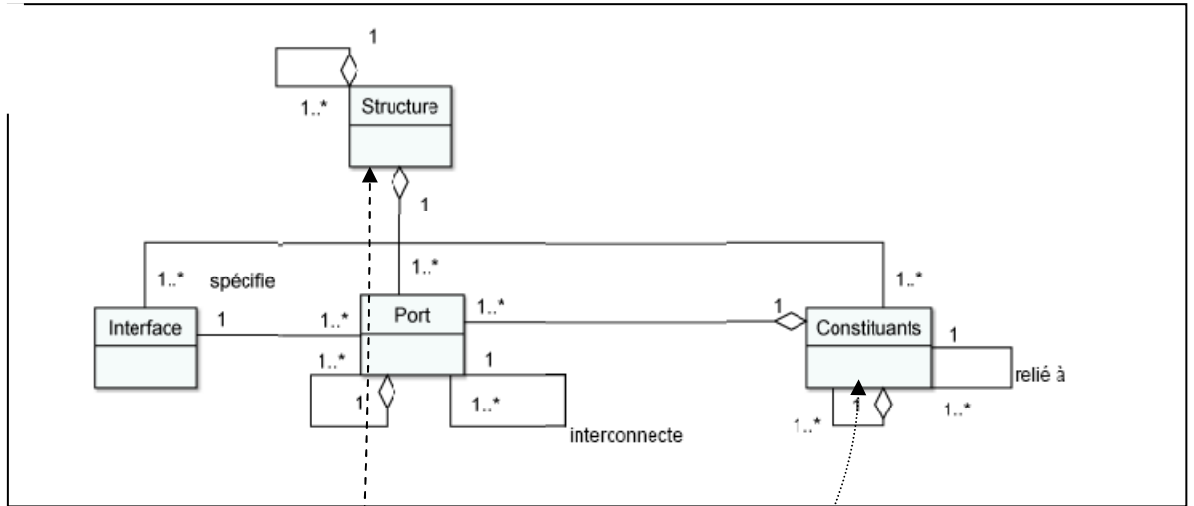 1
1..*
Structure
1
1..*
1..*
spécifie
1..*
Interface
1
1..*
Port
1..*
1
Constituants
1..*
1
1
1..*
interconnecte
1
relié à
1
1..*
1..*